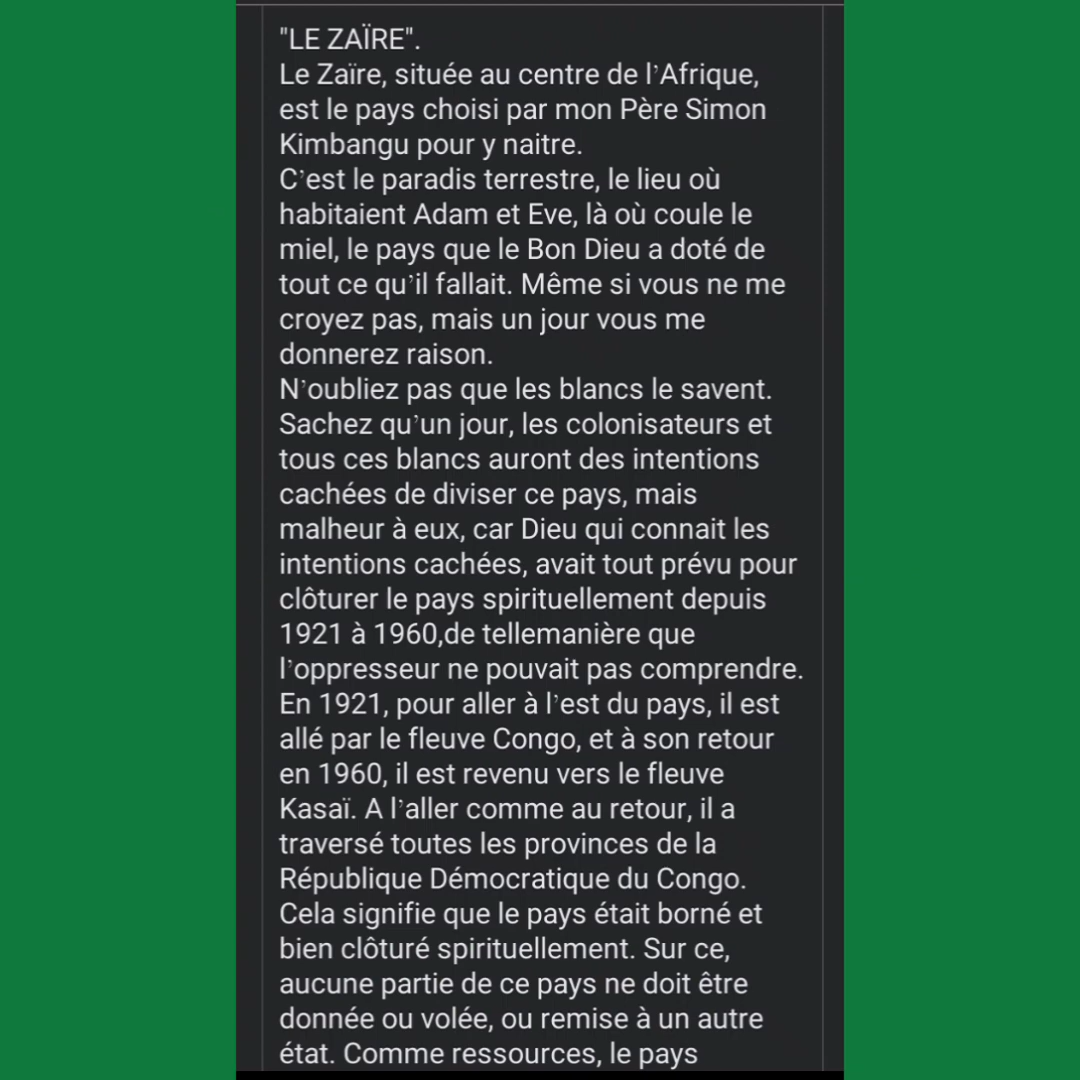 "LE ZAÏRE".
Le Zaïre, située au centre de l’Afrique,
est le pays choisi par mon Père Simon
Kimbangu pour y naitre.
C’est le paradis terrestre, le lieu où
habitaient Adam et Eve, là où coule le
miel, le pays que le Bon Dieu a doté de
tout ce qu’il fallait. Même si vous ne me
croyez pas, mais un jour vous me
donnerez raison.
N’oubliez pas que les blancs le savent.
Sachez qu’un jour, les colonisateurs et
tous ces blancs auront des intentions
cachées de diviser ce pays, mais
malheur à eux, car Dieu qui connait les
intentions cachées, avait tout prévu pour
clôturer le pays spirituellement depuis
1921 à 1960,de tellemanière que
l’oppresseur ne pouvait pas comprendre.
En 1921, pour aller à l’est du pays, il est
allé par le fleuve Congo, et à son retour
en 1960, il est revenu vers le fleuve
Kasaï. A l’aller comme au retour, il a
traversé toutes les provinces de la
République Démocratique du Congo.
Cela signifie que le pays était borné et
bien clôturé spirituellement. Sur ce,
aucune partie de ce pays ne doit être
donnée ou volée, ou remise à un autre
état. Comme ressources, le pays